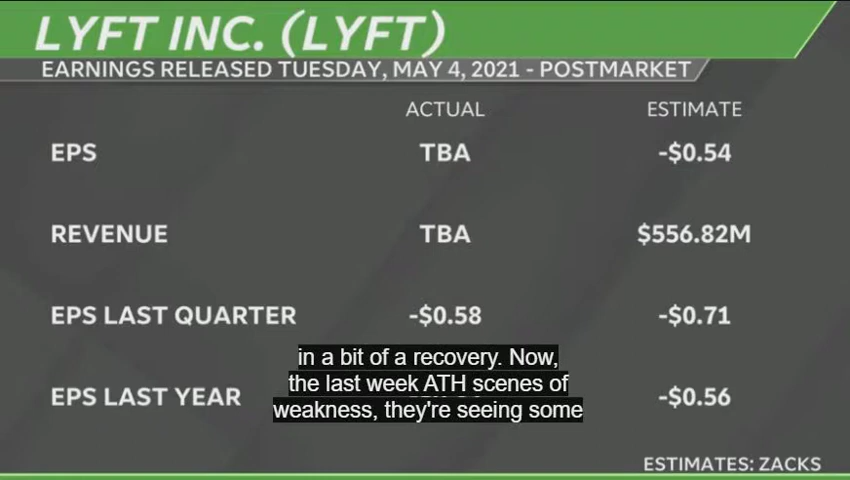 LYFT INC. (LYFT)
EARNINGS RELEASED TUESDAY, MAY 4, 2021 - POSTMARKET
ACTUAL ESTIMATE
EPS TBA -$0.54
REVENUE TBA $556.82M
EPS LAST QUARTER -$0.58 -$0.71
in a bit of a recovery. Now,
the last week ATH scenes of
weakness, they're seeing some
EPS LAST YEAR -$0.56
ESTIMATES: ZACKS